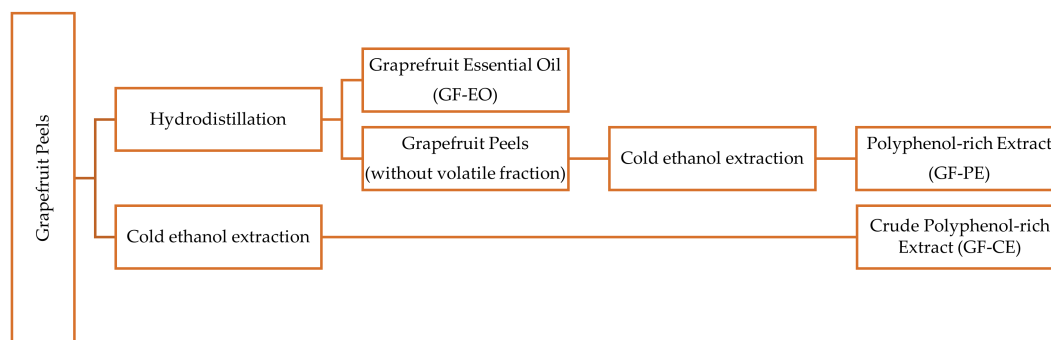 Grapefruit Peels
Hydrodistillation
Graprefruit Essential Oil
(GF-EO)
Grapefruit Peels
(without volatile fraction)
Cold ethanol extraction
Polyphenol-rich Extract
(GF-PE)
Cold ethanol extraction
Crude Polyphenol-rich
Extract (GF-CE)